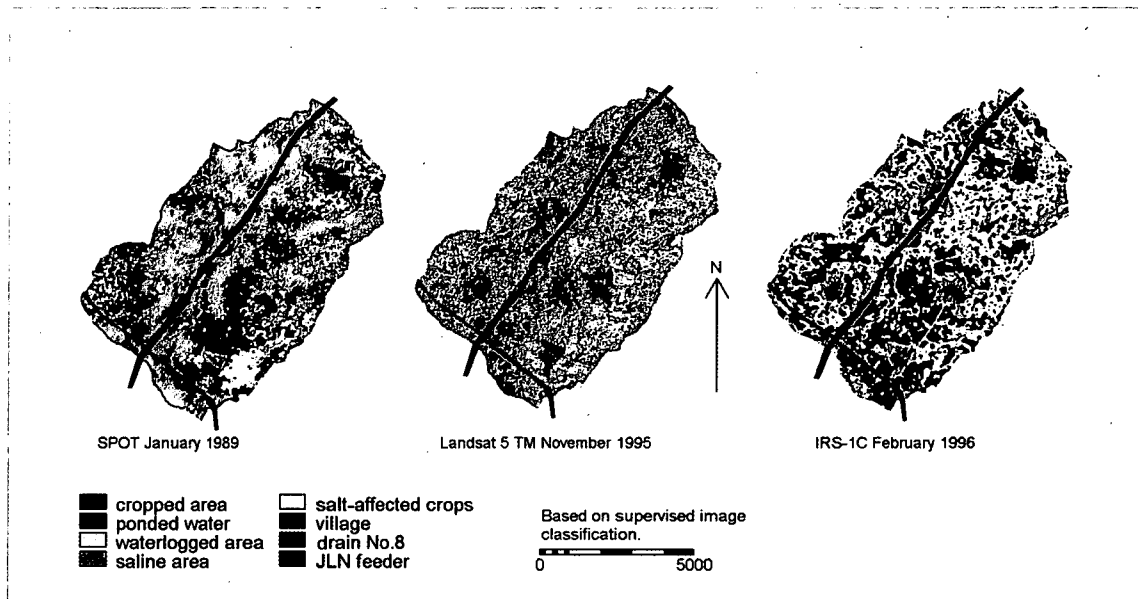 N
SPOT January 1989
Landsat 5 TM November 1995
IRS-1C February 1996
cropped area
ponded water
waterlogged area
saline area
salt-affected crops
village
drain No.8
JLN feeder
Based on supervised image
classification.
0 5000